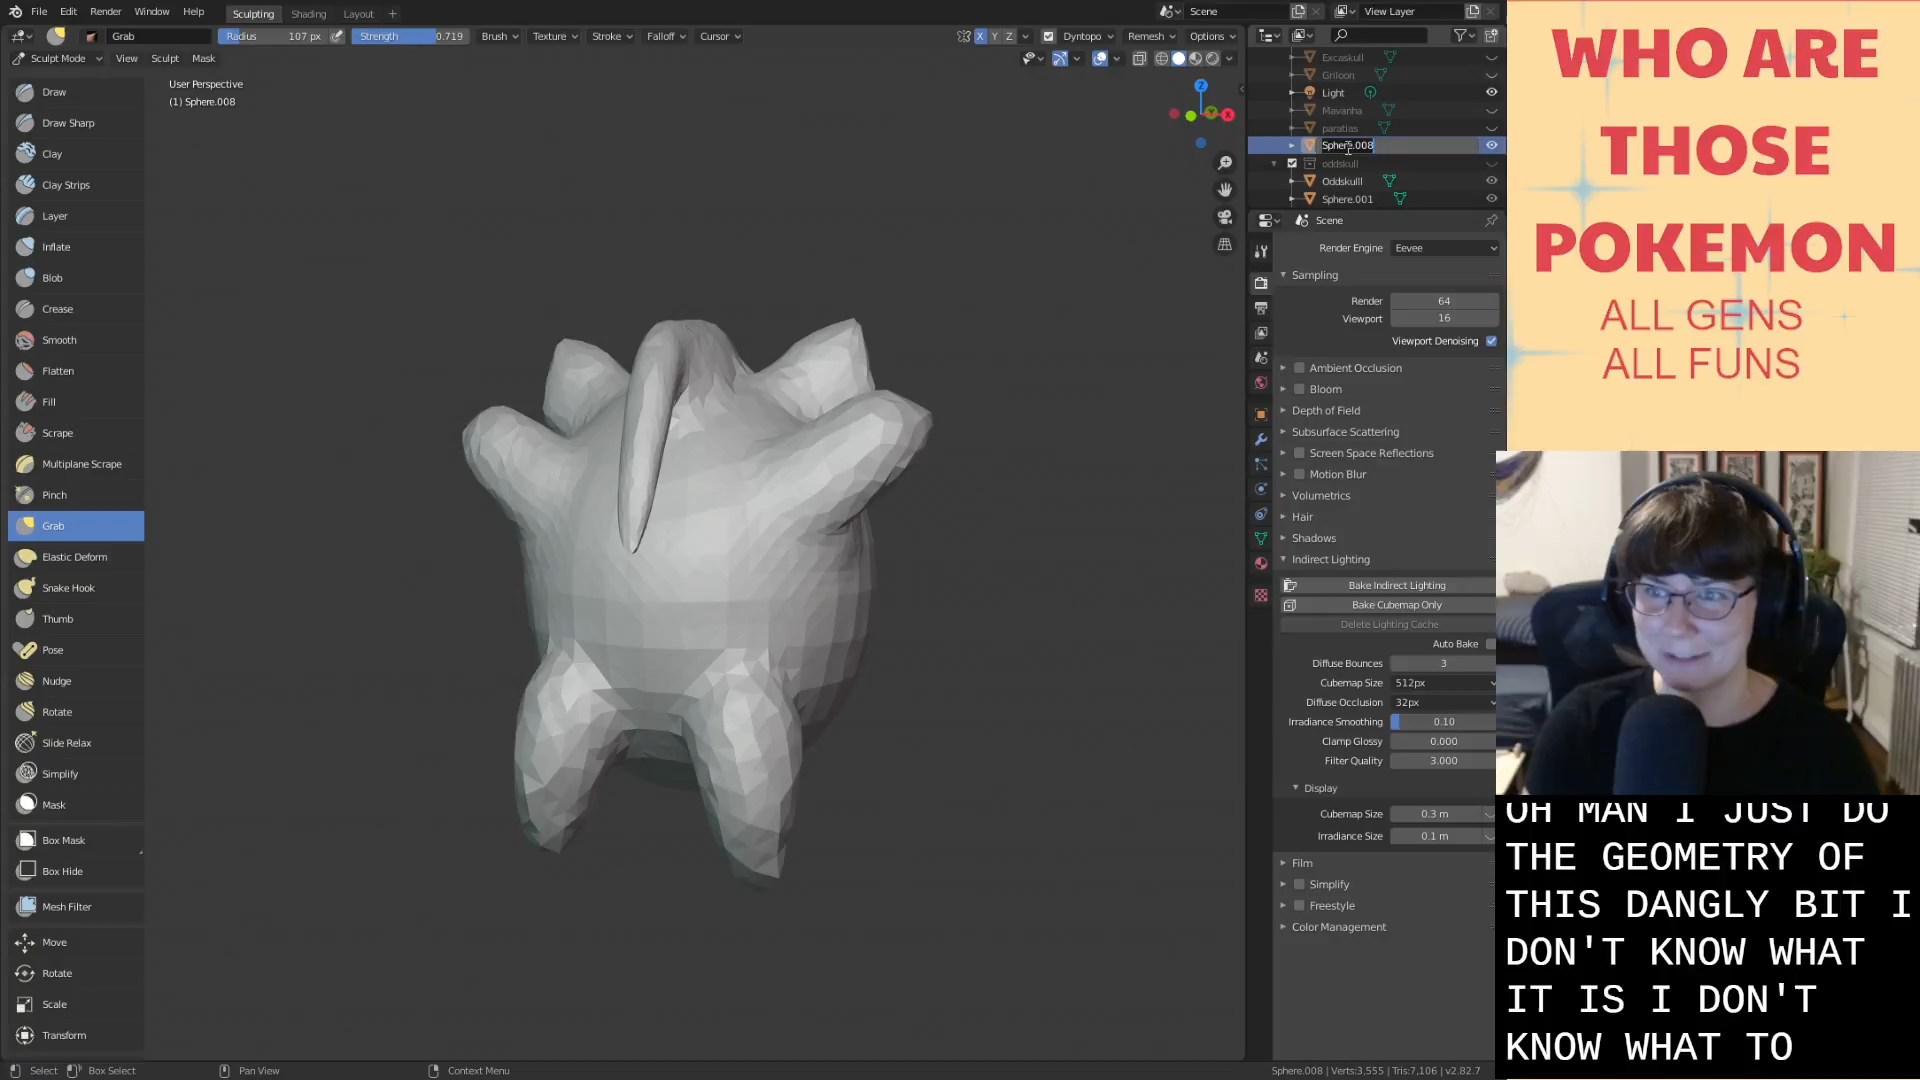 File Edit Render Window Help Sculpting Shading Layout + Scene View Layer
Grab Radius 107 px Strength 0.719 Brush Texture Stroke Falloff Cursor X Y Z Dyntopo Remesh Options
Sculpt Mode View Sculpt Mask
User Perspective
(1) Sphere.008
Draw
Draw Sharp
Clay
Clay Strips
Layer
Inflate
Blob
Crease
Smooth
Flatten
Fill
Scrape
Multiplane Scrape
Pinch
Grab
Elastic Deform
Snake Hook
Thumb
Pose
Nudge
Rotate
Slide Relax
Simplify
Mask
Box Mask
Box Hide
Mesh Filter
Move
Rotate
Scale
Transform
Z
X
Excaskull
Griloon
Light
Mavanha
paratias
Sphere.008
oddskull
Oddskulll
Sphere.001
Scene
Render Engine Eevee
Sampling
Render 64
Viewport 16
Viewport Denoising
Ambient Occlusion
Bloom
Depth of Field
Subsurface Scattering
Screen Space Reflections
Motion Blur
Volumetrics
Hair
Shadows
Indirect Lighting
Bake Indirect Lighting
Bake Cubemap Only
Delete Lighting Cache
Auto Bake
Diffuse Bounces 3
Cubemap Size 512px
Diffuse Occlusion 32px
Irradiance Smoothing 0.10
Clamp Glossy 0.000
Filter Quality 3.000
Display
Cubemap Size 0.3 m
Irradiance Size 0.1 m
Film
Simplify
Freestyle
Color Management
Select Box Select Pan View Context Menu Sphere.008 | Verts:3,555 | Tris:7,106 | v2.82.7
WHO ARE
THOSE
POKEMON
ALL GENS
ALL FUNS
OH MAN I JUST DO
THE GEOMETRY OF
THIS DANGLY BIT I
DON'T KNOW WHAT
IT IS I DON'T
KNOW WHAT TO